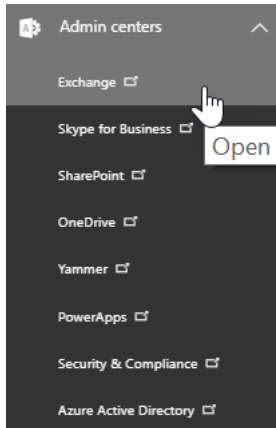 Admin centers
Exchange
Skype for Business
Open
SharePoint
OneDrive
Yammer
PowerApps
Security & Compliance
Azure Active Directory